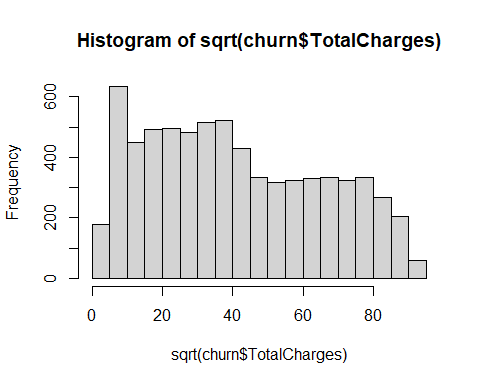 Histogram of sqrt(churn$TotalCharges)
Frequency
600
400
200
0
0 20 40 60 80
sqrt(churn$TotalCharges)